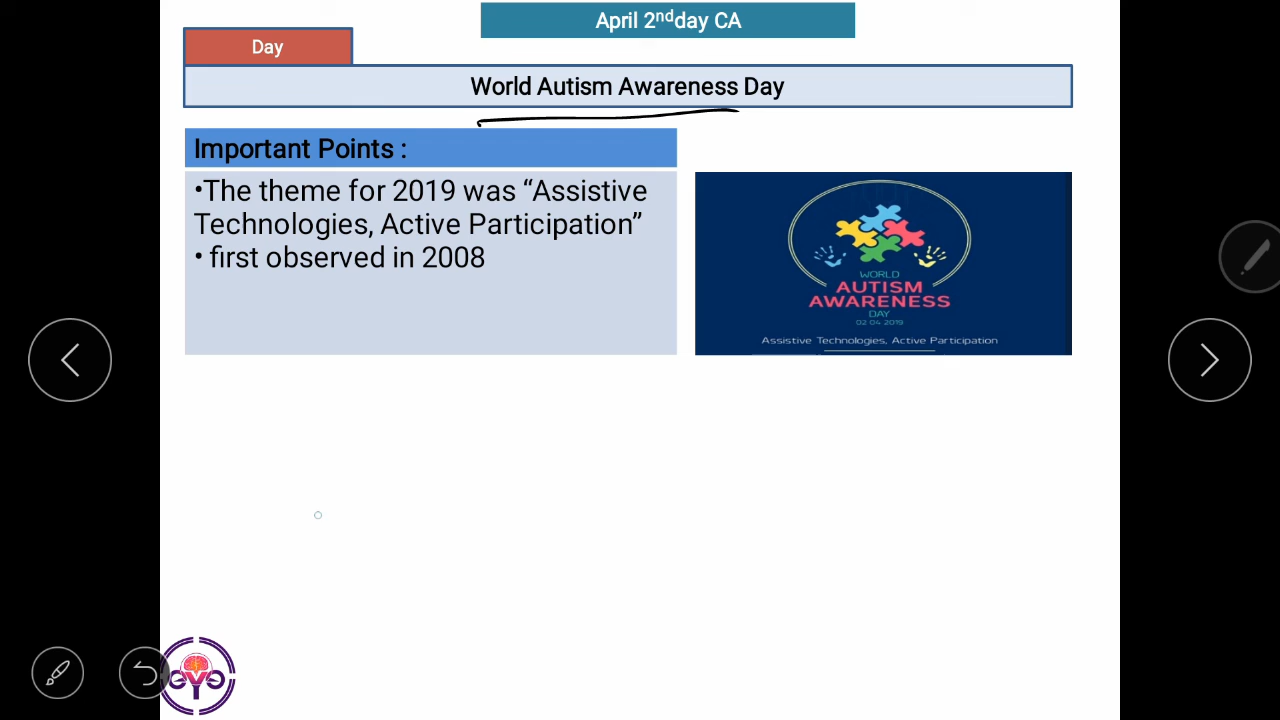 April 2nd day CA
Day
World Autism Awareness Day
Important Points :
•The theme for 2019 was “Assistive
Technologies, Active Participation”
• first observed in 2008
WORLD
AUTISM
AWARENESS
DAY
02 04 2019
Assistive Technologies, Active Participation